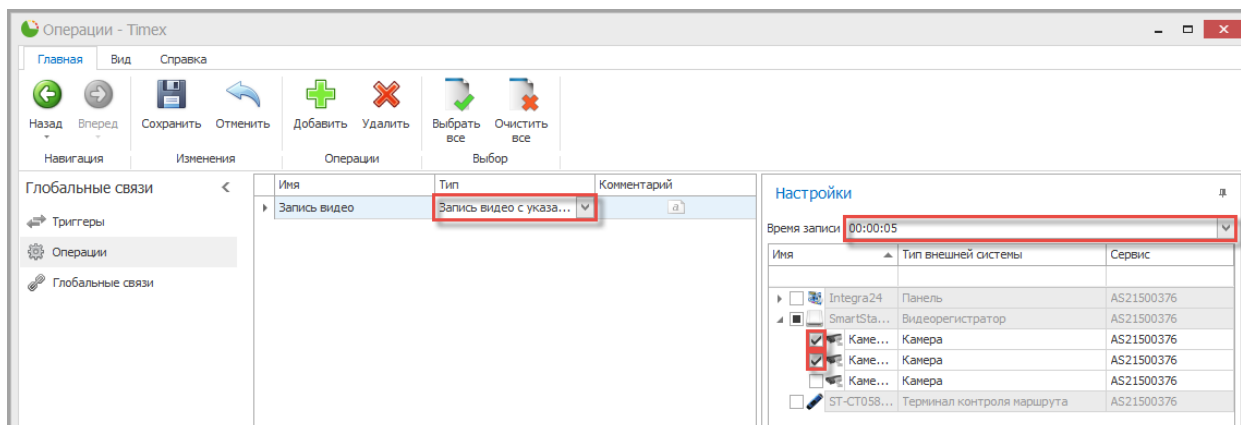 Операции - Timex
Главная Вид Справка
Назад Вперед Сохранить Отменить Добавить Удалить Выбрать все Очистить все
Навигация Изменения Операции Выбор
Глобальные связи
Триггеры
Операции
Глобальные связи
Имя Тип Комментарий
Запись видео Запись видео с указа... a
Настройки
Время записи 00:00:05
Имя Тип внешней системы Сервис
Integra24 Панель AS21500376
SmartSta... Видеорегистратор AS21500376
Каме... Камера AS21500376
Каме... Камера AS21500376
Каме... Камера AS21500376
ST-CT058... Терминал контроля маршрута AS21500376